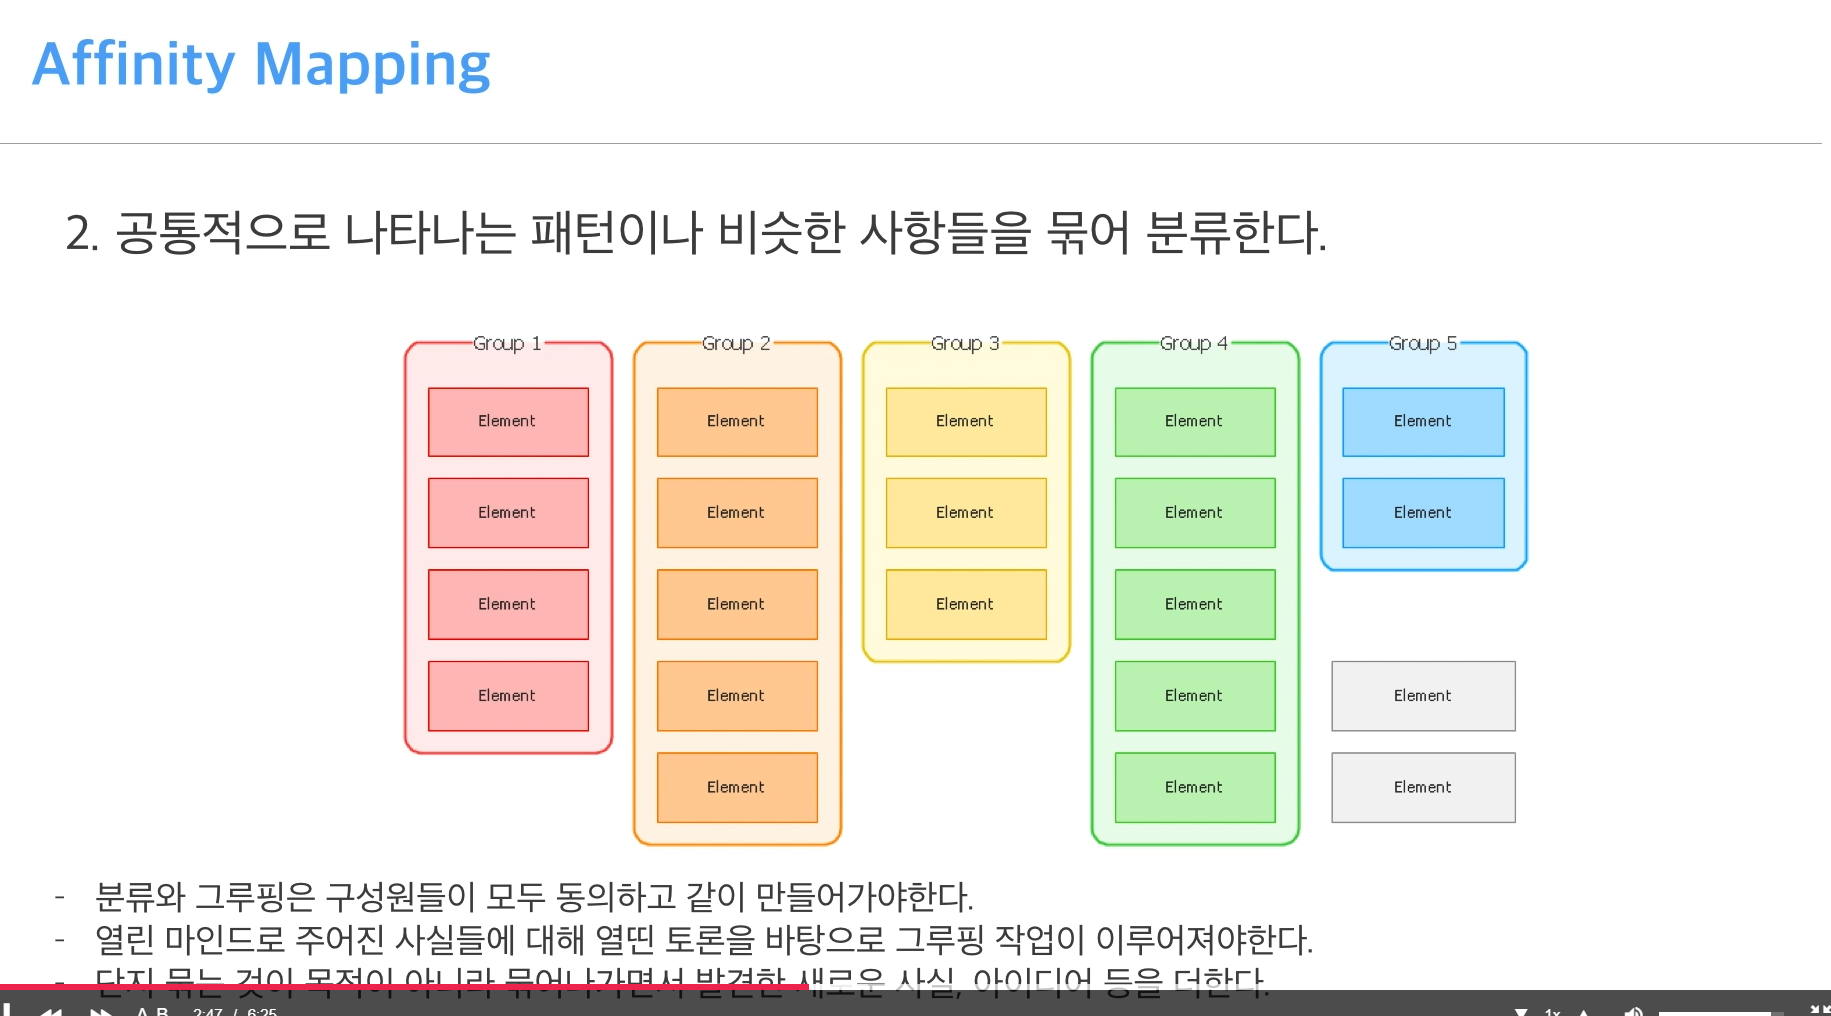 Affinity Mapping
2. 공통적으로 나타나는 패턴이나 비슷한 사항들을 묶어 분류한다.
Group 1 Group 2 Group 3 Group 4 Group 5
Element Element Element Element Element
Element Element Element Element Element
Element Element Element Element
Element Element Element Element
Element Element Element
- 분류와 그루핑은 구성원들이 모두 동의하고 같이 만들어가야한다.
- 열린 마인드로 주어진 사실들에 대해 열띤 토론을 바탕으로 그루핑 작업이 이루어져야한다.
- 단지 묶는 것이 목적이 아니라 묶어나가면서 발견한 새로운 사실, 아이디어 등을 더한다.
A B 2:47 / 6:25 1x